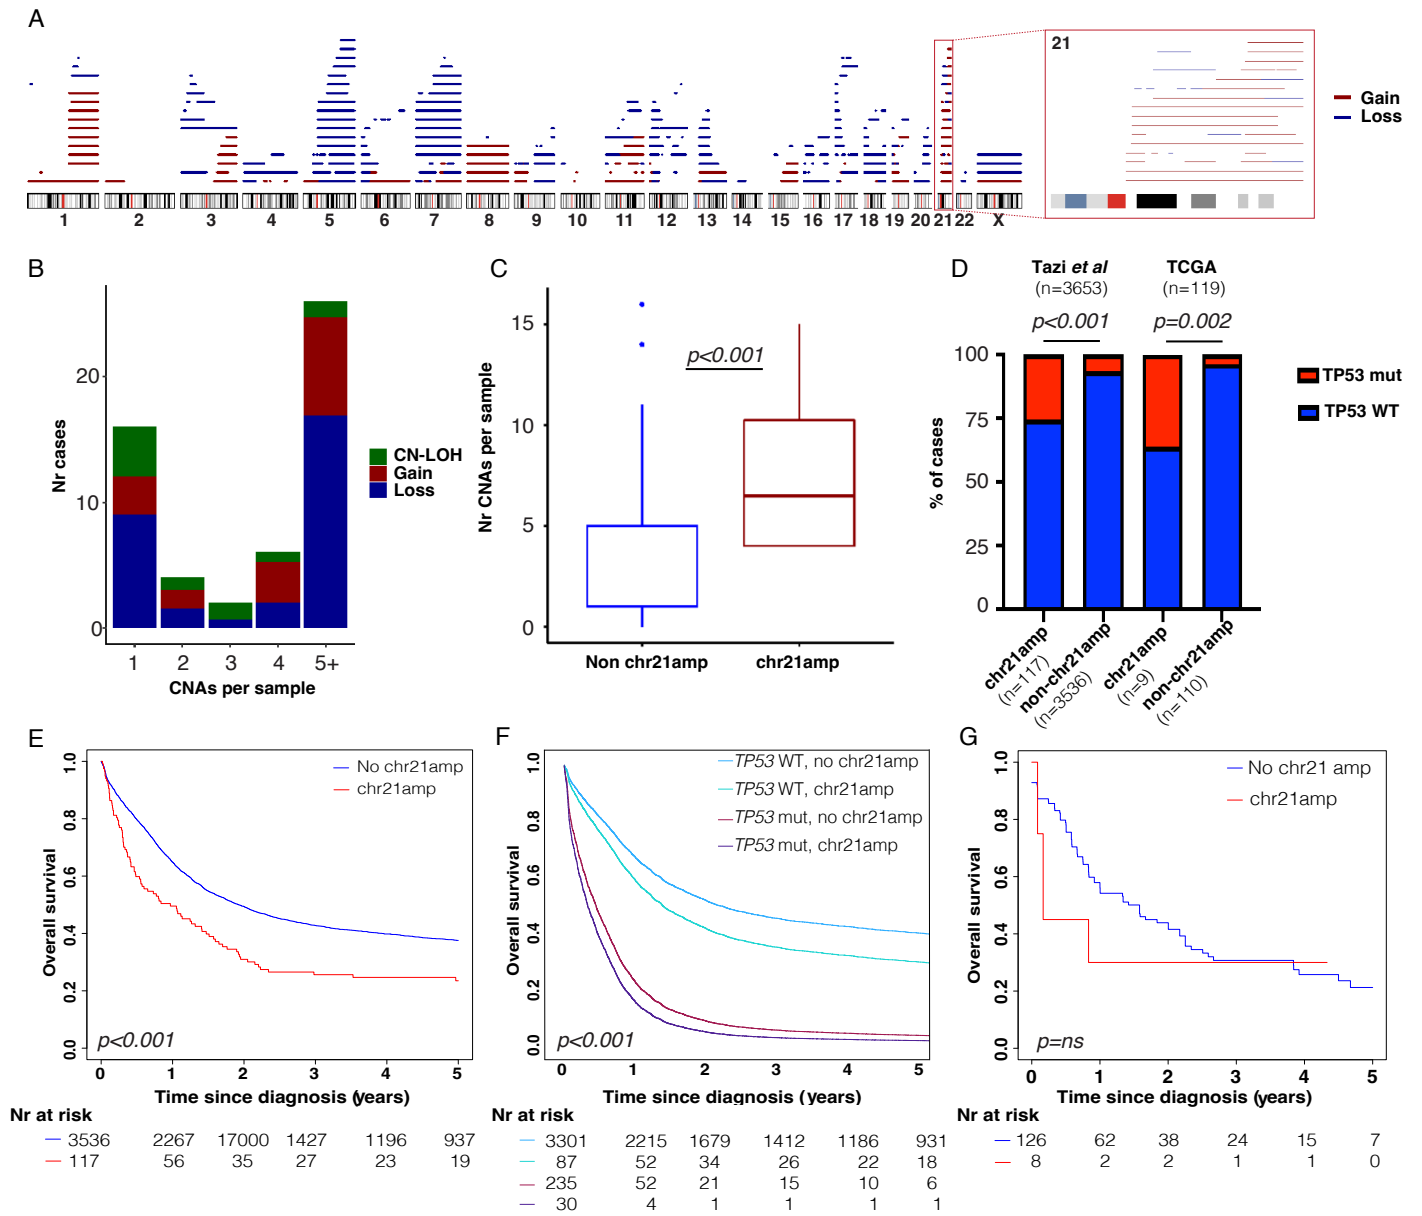 A
21
Gain
Loss
1 2 3 4 5 6 7 8 9 10 11 12 13 14 15 16 17 18 19 20 21 22 X
B
Nr cases
20
10
0
1 2 3 4 5+
CNAs per sample
CN-LOH
Gain
Loss
C
Nr CNAs per sample
15
10
5
0
p<0.001
Non chr21amp chr21amp
D
Tazi et al TCGA
(n=3653) (n=119)
p<0.001 p=0.002
% of cases
100
75
50
25
0
chr21amp
(n=117)
non-chr21amp
(n=3536)
chr21amp
(n=9)
non-chr21amp
(n=110)
TP53 mut
TP53 WT
E
Overall survival
1.0
0.8
0.6
0.4
0.2
0.0
No chr21amp
chr21amp
p<0.001
0 1 2 3 4 5
Time since diagnosis (years)
Nr at risk
3536 2267 17000 1427 1196 937
117 56 35 27 23 19
F
Overall survival
1.0
0.8
0.6
0.4
0.2
0.0
TP53 WT, no chr21amp
TP53 WT, chr21amp
TP53 mut, no chr21amp
TP53 mut, chr21amp
p<0.001
0 1 2 3 4 5
Time since diagnosis (years)
Nr at risk
3301 2215 1679 1412 1186 931
87 52 34 26 22 18
235 52 21 15 10 6
30 4 1 1 1 1
G
Overall survival
1.0
0.8
0.6
0.4
0.2
0.0
No chr21 amp
chr21amp
p=ns
0 1 2 3 4 5
Time since diagnosis (years)
Nr at risk
126 62 38 24 15 7
8 2 2 1 1 0